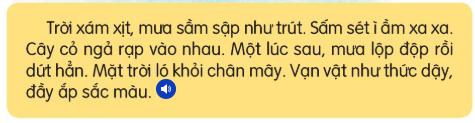 Trời xám xịt, mưa sầm sập như trút. Sấm sét ì ầm xa xa.
Cây cỏ ngả rạp vào nhau. Một lúc sau, mưa lộp độp rồi
dứt hẳn. Mặt trời ló khỏi chân mây. Vạn vật như thức dậy,
đầy ắp sắc màu.